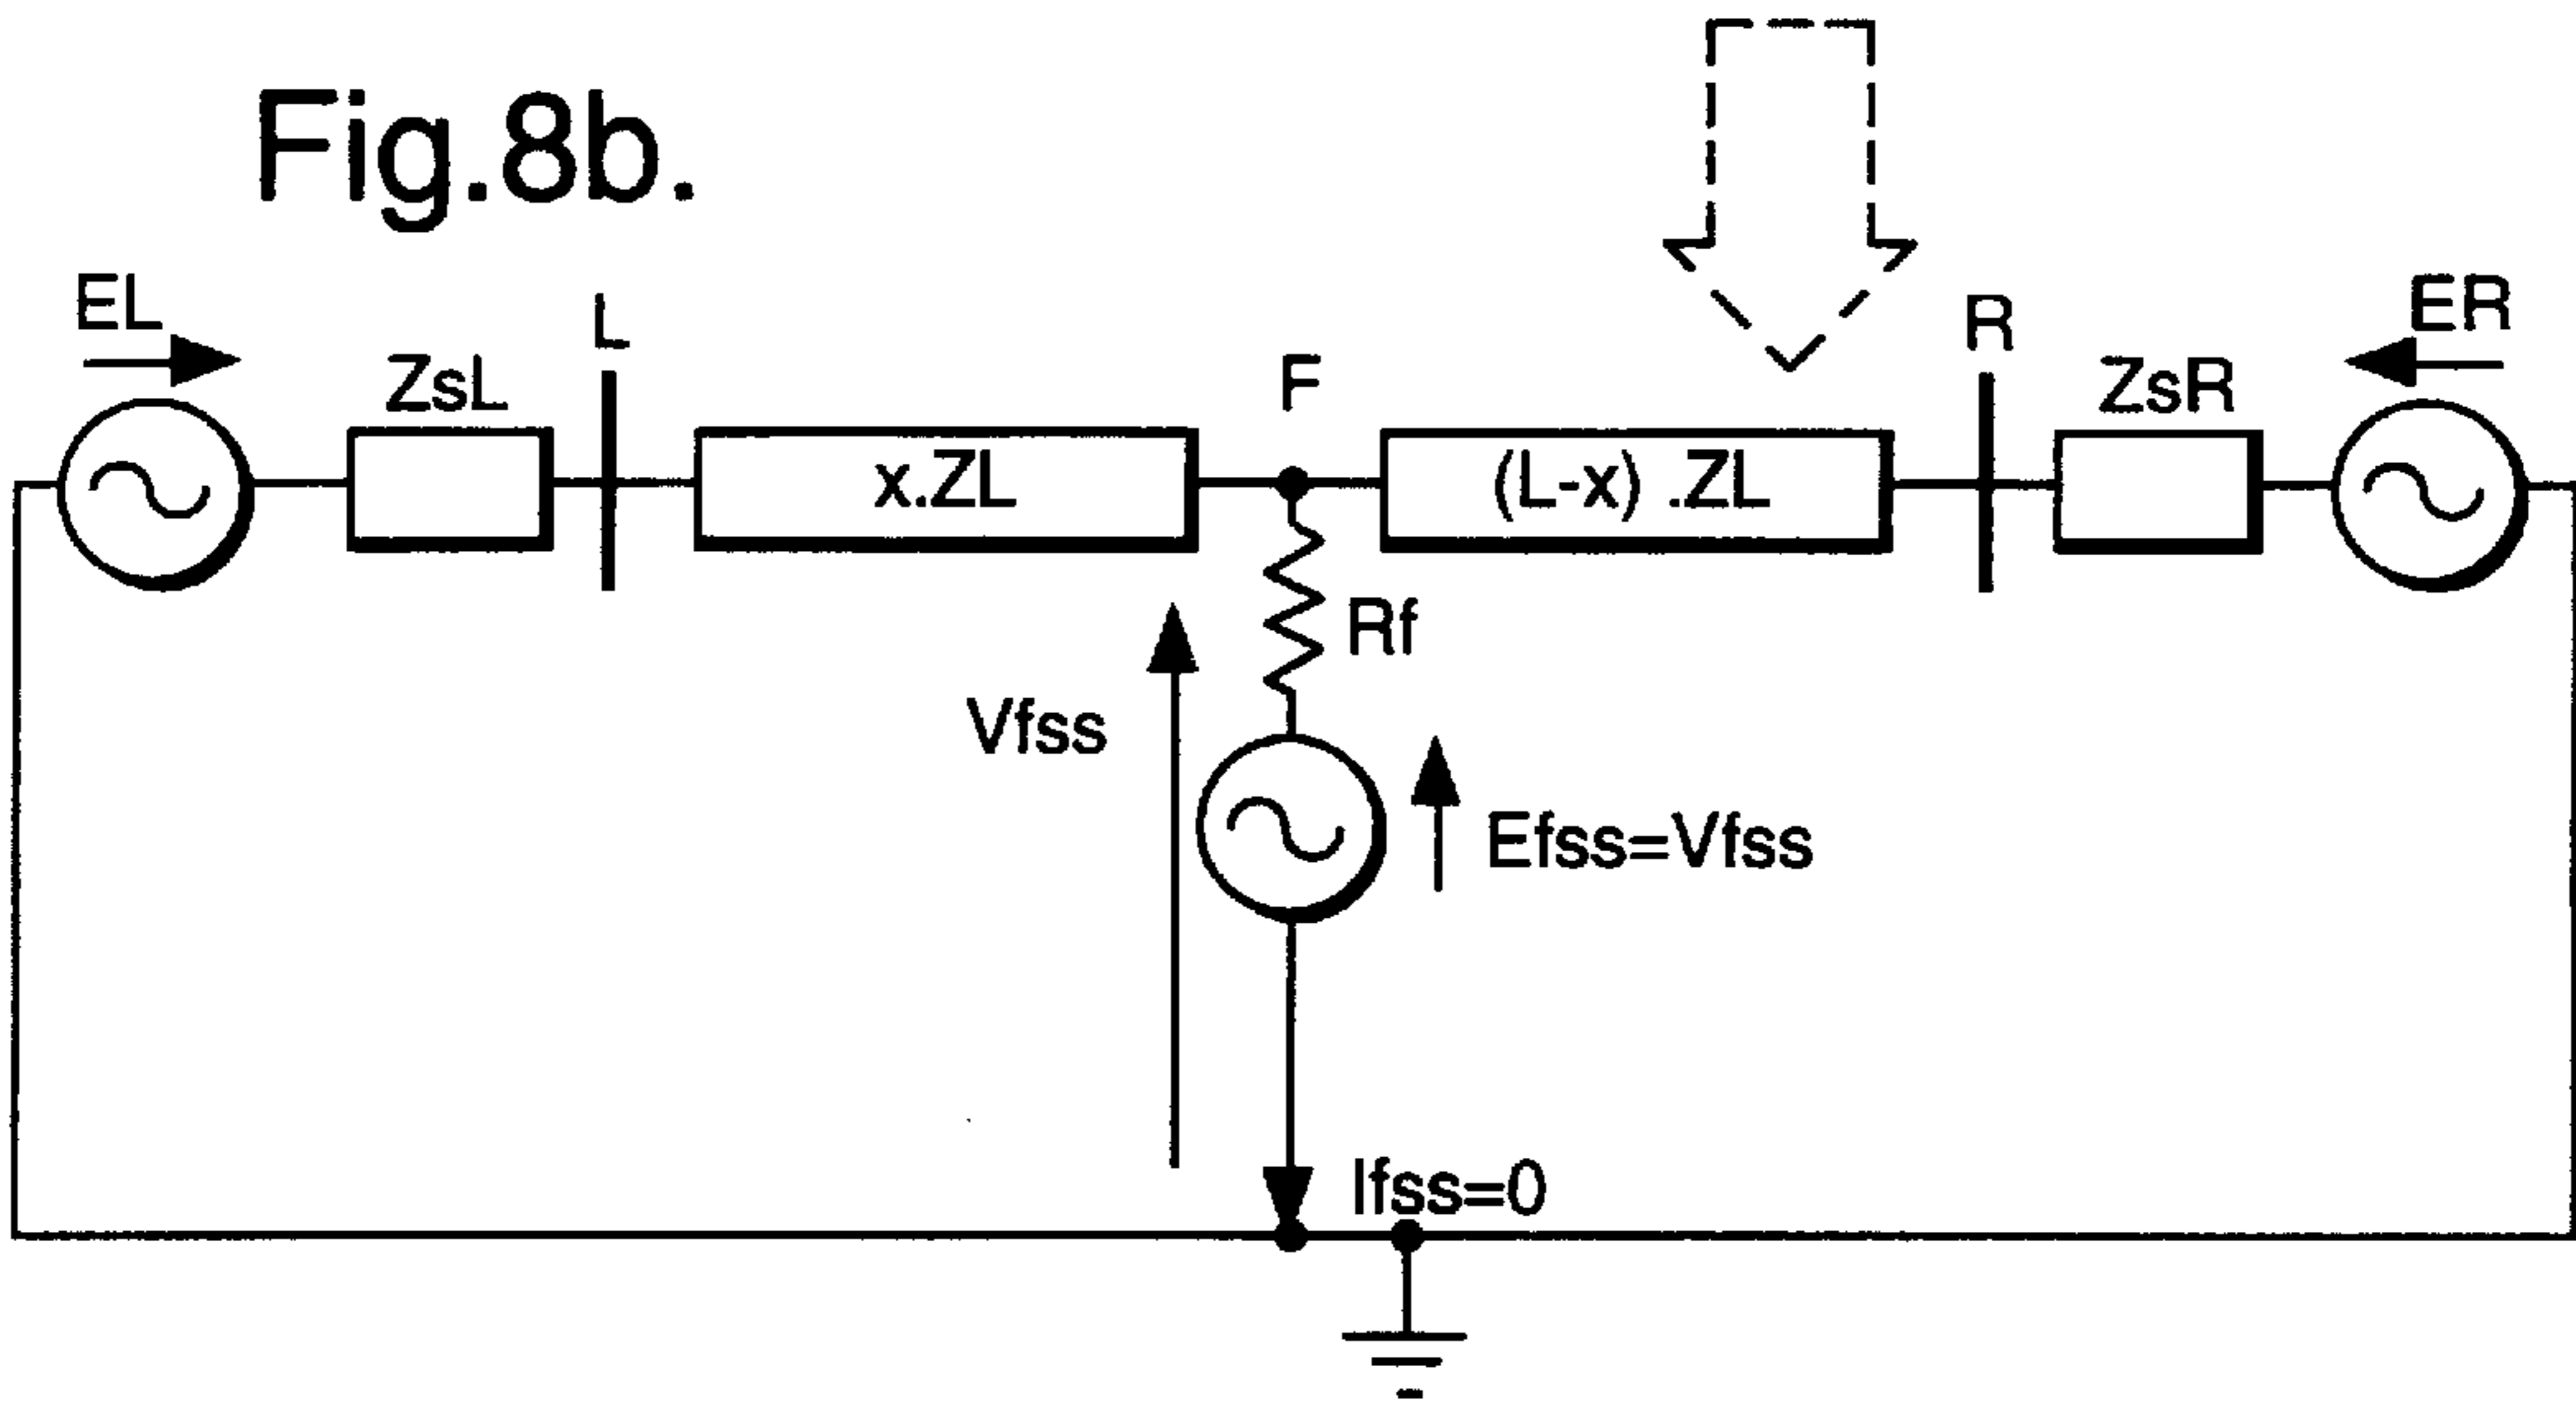 Fig.8b.
EL
ZsL
L
x.ZL
F
(L-x) .ZL
R
ZsR
ER
Rf
Vfss
Efss=Vfss
Ifss=0